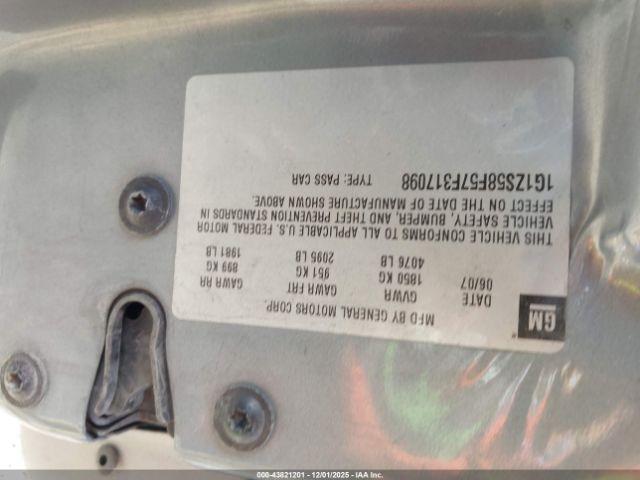 GM
MFD BY GENERAL MOTORS CORP.
DATE GVWR GAWR FRT GAWR RR
06/07 1850 KG 951 KG 899 KG
4076 LB 2095 LB 1981 LB
THIS VEHICLE CONFORMS TO ALL APPLICABLE U.S. FEDERAL MOTOR
VEHICLE SAFETY, BUMPER, AND THEFT PREVENTION STANDARDS IN
EFFECT ON THE DATE OF MANUFACTURE SHOWN ABOVE.
1G1ZS58F57F317098 TYPE: PASS CAR
000-43821201 - 12/01/2025 - IAAI, Inc.